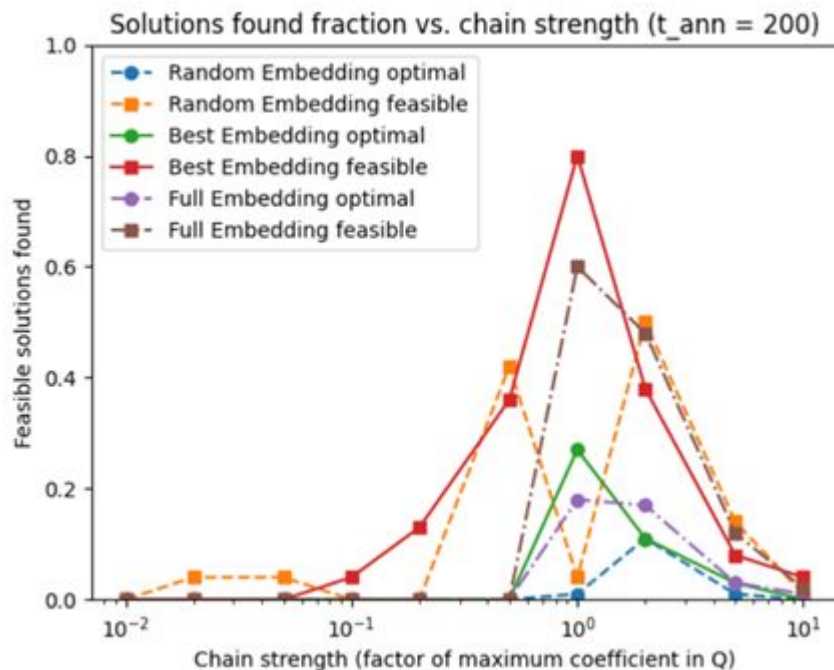 Solutions found fraction vs. chain strength (t_ann = 200)
1.0
Random Embedding optimal
Random Embedding feasible
Best Embedding optimal
Best Embedding feasible
Full Embedding optimal
Full Embedding feasible
0.8
0.6
0.4
0.2
0.0
Feasible solutions found
10⁻² 10⁻¹ 10⁰ 10¹
Chain strength (factor of maximum coefficient in Q)